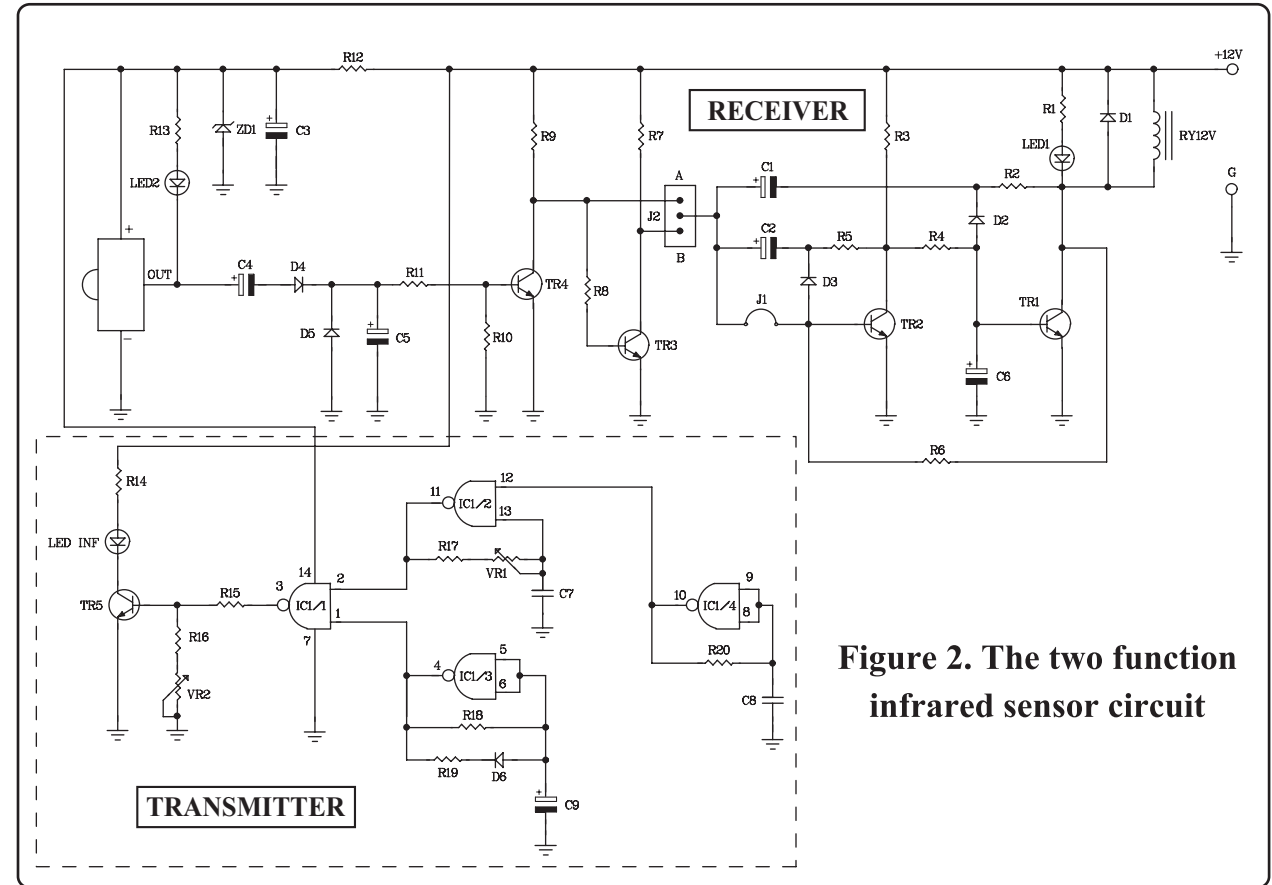 R12
+12V
RECEIVER
R13
ZD1
C3
R9
R7
R3
R1
D1
RY12V
LED2
LED1
A
C1
R2
G
J2
D2
+
OUT
C4
D4
R11
TR4
R8
B
C2
R5
R4
D3
J1
TR2
TR1
D5
C5
R10
TR3
C6
−
R6
R14
LED INF
TR5
R15
R16
VR2
3
14
IC1/1
7
2
1
11
IC1/2
12
13
R17
VR1
C7
10
IC1/4
9
8
R20
C8
4
IC1/3
5
6
R18
R19
D6
C9
TRANSMITTER
Figure 2. The two function
infrared sensor circuit